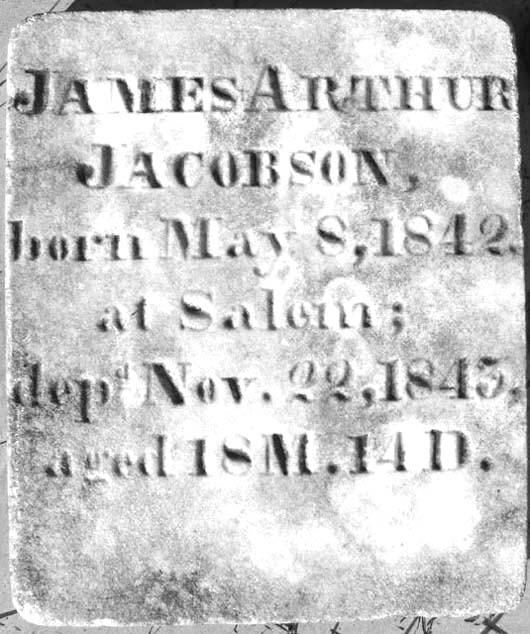 JAMES ARTHUR
JACOBSON,
born May 8, 1842.
at Salem;
depᵈ Nov. 22, 1843,
aged 18 M. 14 D.